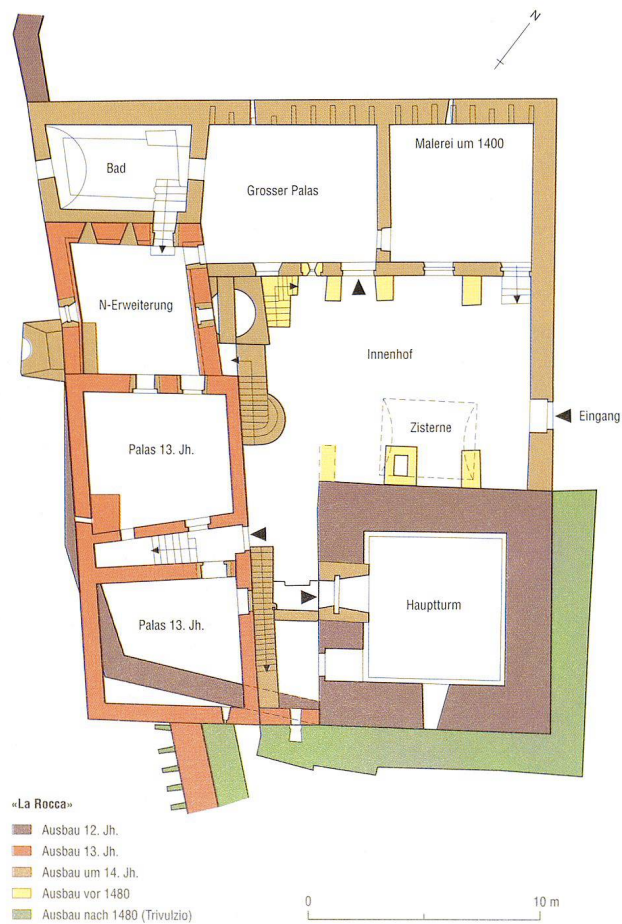 N
Malerei um 1400
Bad
Grosser Palas
N-Erweiterung
Innenhof
Eingang
Zisterne
Palas 13. Jh.
Hauptturm
Palas 13. Jh.
«La Rocca»
Ausbau 12. Jh.
Ausbau 13. Jh.
Ausbau um 14. Jh.
Ausbau vor 1480
Ausbau nach 1480 (Trivulzio)
0 10 m